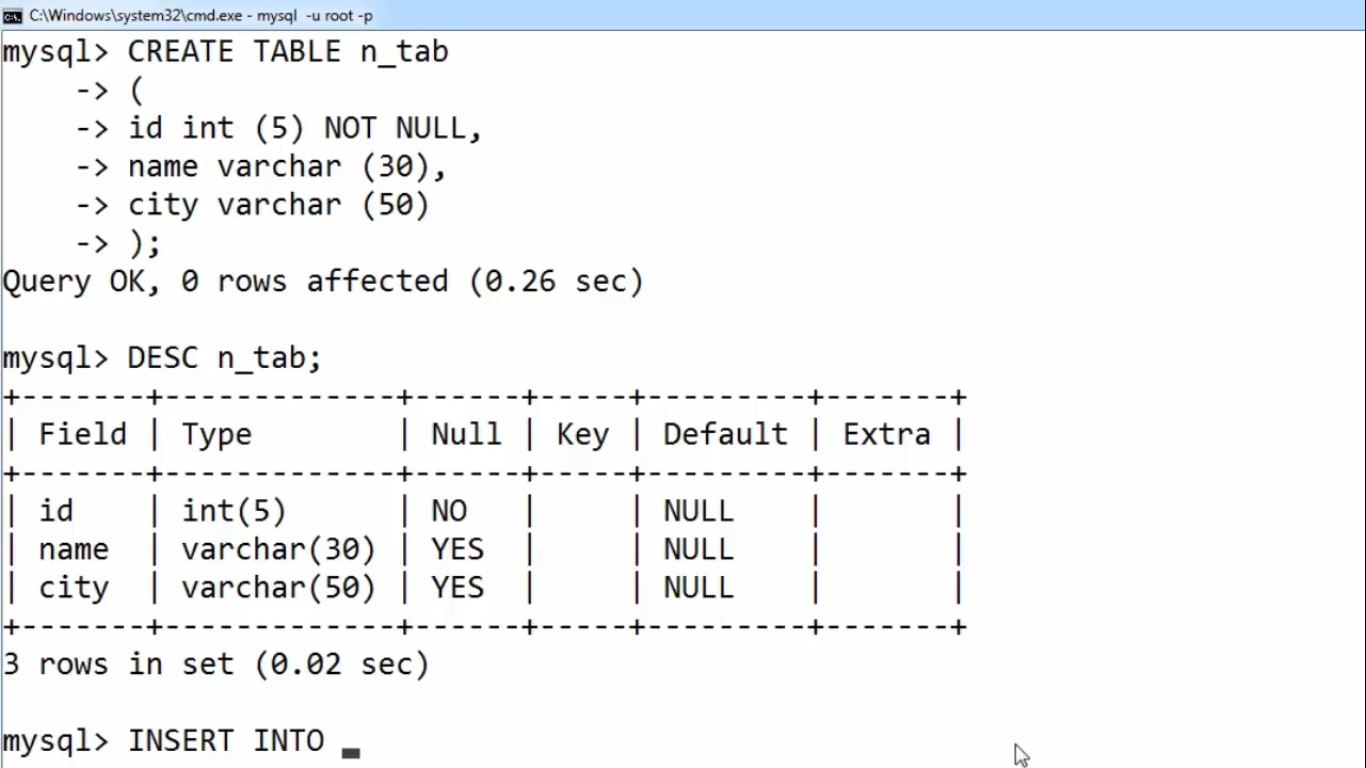 C:\Windows\system32\cmd.exe - mysql  -u root -p
mysql> CREATE TABLE n_tab
    -> (
    -> id int (5) NOT NULL,
    -> name varchar (30),
    -> city varchar (50)
    -> );
Query OK, 0 rows affected (0.26 sec)
mysql> DESC n_tab;
+-------+-------------+------+-----+---------+-------+
| Field | Type        | Null | Key | Default | Extra |
+-------+-------------+------+-----+---------+-------+
| id    | int(5)      | NO   |     | NULL    |       |
| name  | varchar(30) | YES  |     | NULL    |       |
| city  | varchar(50) | YES  |     | NULL    |       |
+-------+-------------+------+-----+---------+-------+
3 rows in set (0.02 sec)
mysql> INSERT INTO